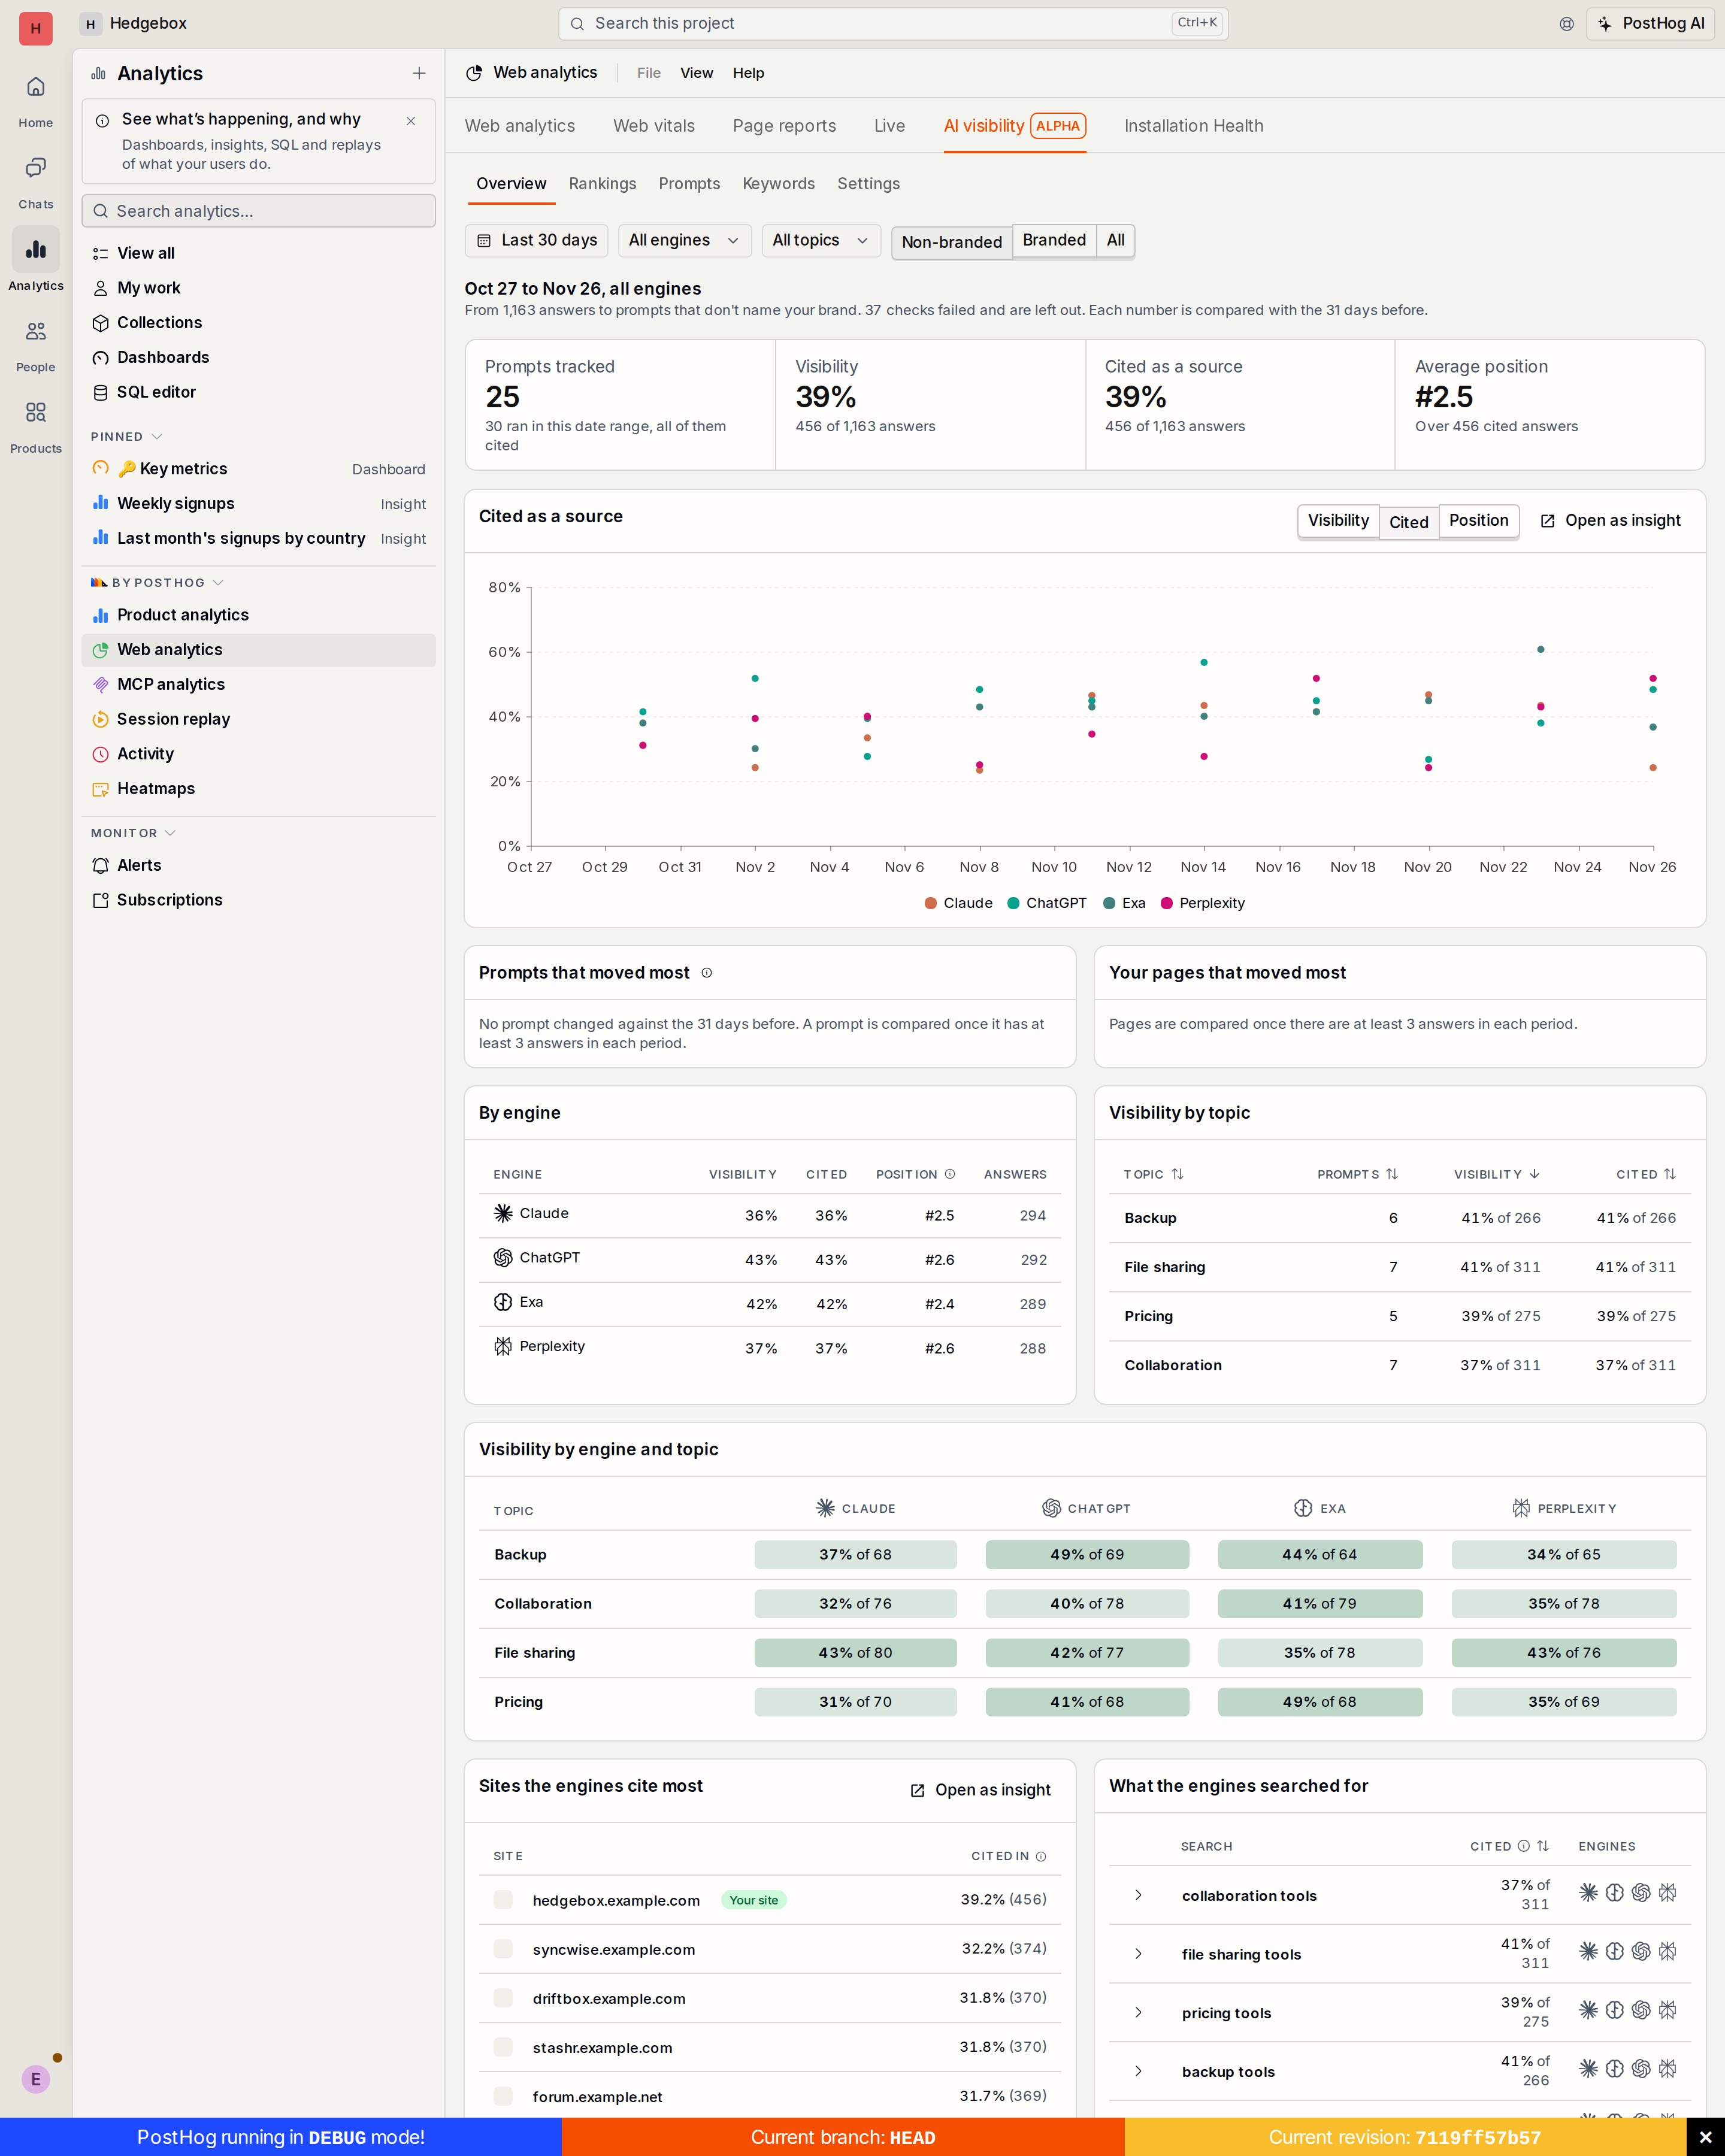 H
H Hedgebox
Search this project
Ctrl+K
PostHog AI
Home
Chats
Analytics
People
Products
E
Analytics
See what's happening, and why
Dashboards, insights, SQL and replays
of what your users do.
Search analytics...
View all
My work
Collections
Dashboards
SQL editor
PINNED
🔑 Key metrics Dashboard
Weekly signups Insight
Last month's signups by country Insight
BY POSTHOG
Product analytics
Web analytics
MCP analytics
Session replay
Activity
Heatmaps
MONITOR
Alerts
Subscriptions
Web analytics File View Help
Web analytics Web vitals Page reports Live AI visibility ALPHA Installation Health
Overview Rankings Prompts Keywords Settings
Last 30 days All engines All topics Non-branded Branded All
Oct 27 to Nov 26, all engines
From 1,163 answers to prompts that don't name your brand. 37 checks failed and are left out. Each number is compared with the 31 days before.
Prompts tracked
25
30 ran in this date range, all of them
cited
Visibility
39%
456 of 1,163 answers
Cited as a source
39%
456 of 1,163 answers
Average position
#2.5
Over 456 cited answers
Cited as a source
Visibility Cited Position Open as insight
80%
60%
40%
20%
0%
Oct 27 Oct 29 Oct 31 Nov 2 Nov 4 Nov 6 Nov 8 Nov 10 Nov 12 Nov 14 Nov 16 Nov 18 Nov 20 Nov 22 Nov 24 Nov 26
Claude ChatGPT Exa Perplexity
Prompts that moved most
No prompt changed against the 31 days before. A prompt is compared once it has at
least 3 answers in each period.
Your pages that moved most
Pages are compared once there are at least 3 answers in each period.
By engine
ENGINE VISIBILITY CITED POSITION ANSWERS
Claude 36% 36% #2.5 294
ChatGPT 43% 43% #2.6 292
Exa 42% 42% #2.4 289
Perplexity 37% 37% #2.6 288
Visibility by topic
TOPIC PROMPTS VISIBILITY CITED
Backup 6 41% of 266 41% of 266
File sharing 7 41% of 311 41% of 311
Pricing 5 39% of 275 39% of 275
Collaboration 7 37% of 311 37% of 311
Visibility by engine and topic
TOPIC CLAUDE CHATGPT EXA PERPLEXITY
Backup 37% of 68 49% of 69 44% of 64 34% of 65
Collaboration 32% of 76 40% of 78 41% of 79 35% of 78
File sharing 43% of 80 42% of 77 35% of 78 43% of 76
Pricing 31% of 70 41% of 68 49% of 68 35% of 69
Sites the engines cite most
Open as insight
SITE CITED IN
hedgebox.example.com Your site 39.2% (456)
syncwise.example.com 32.2% (374)
driftbox.example.com 31.8% (370)
stashr.example.com 31.8% (370)
forum.example.net 31.7% (369)
What the engines searched for
SEARCH CITED ENGINES
collaboration tools 37% of
311
file sharing tools 41% of
311
pricing tools 39% of
275
backup tools 41% of
266
PostHog running in DEBUG mode!
Current branch: HEAD
Current revision: 7119ff57b57